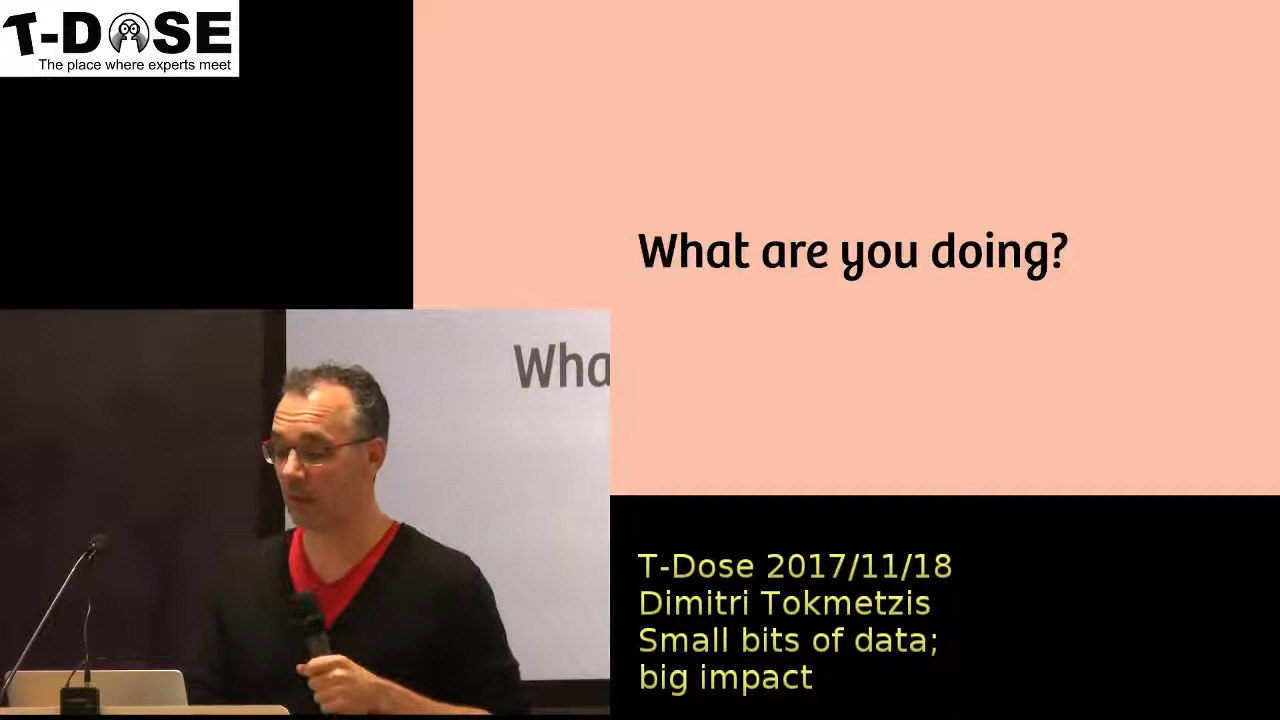 T-DOSE
The place where experts meet
What are you doing?
Wha
T-Dose 2017/11/18
Dimitri Tokmetzis
Small bits of data;
big impact